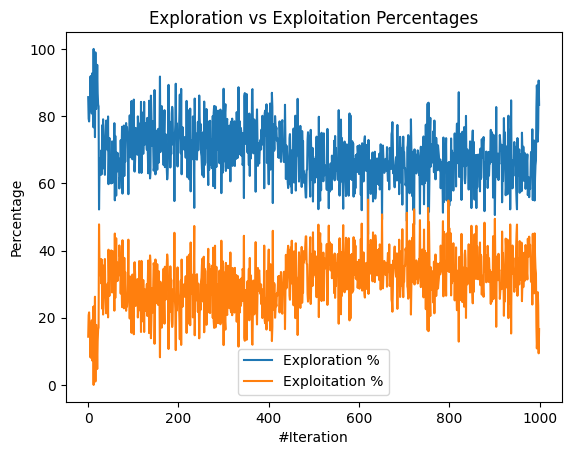 Exploration vs Exploitation Percentages
100
80
60
40
20
0
Percentage
Exploration %
Exploitation %
0 200 400 600 800 1000
#Iteration